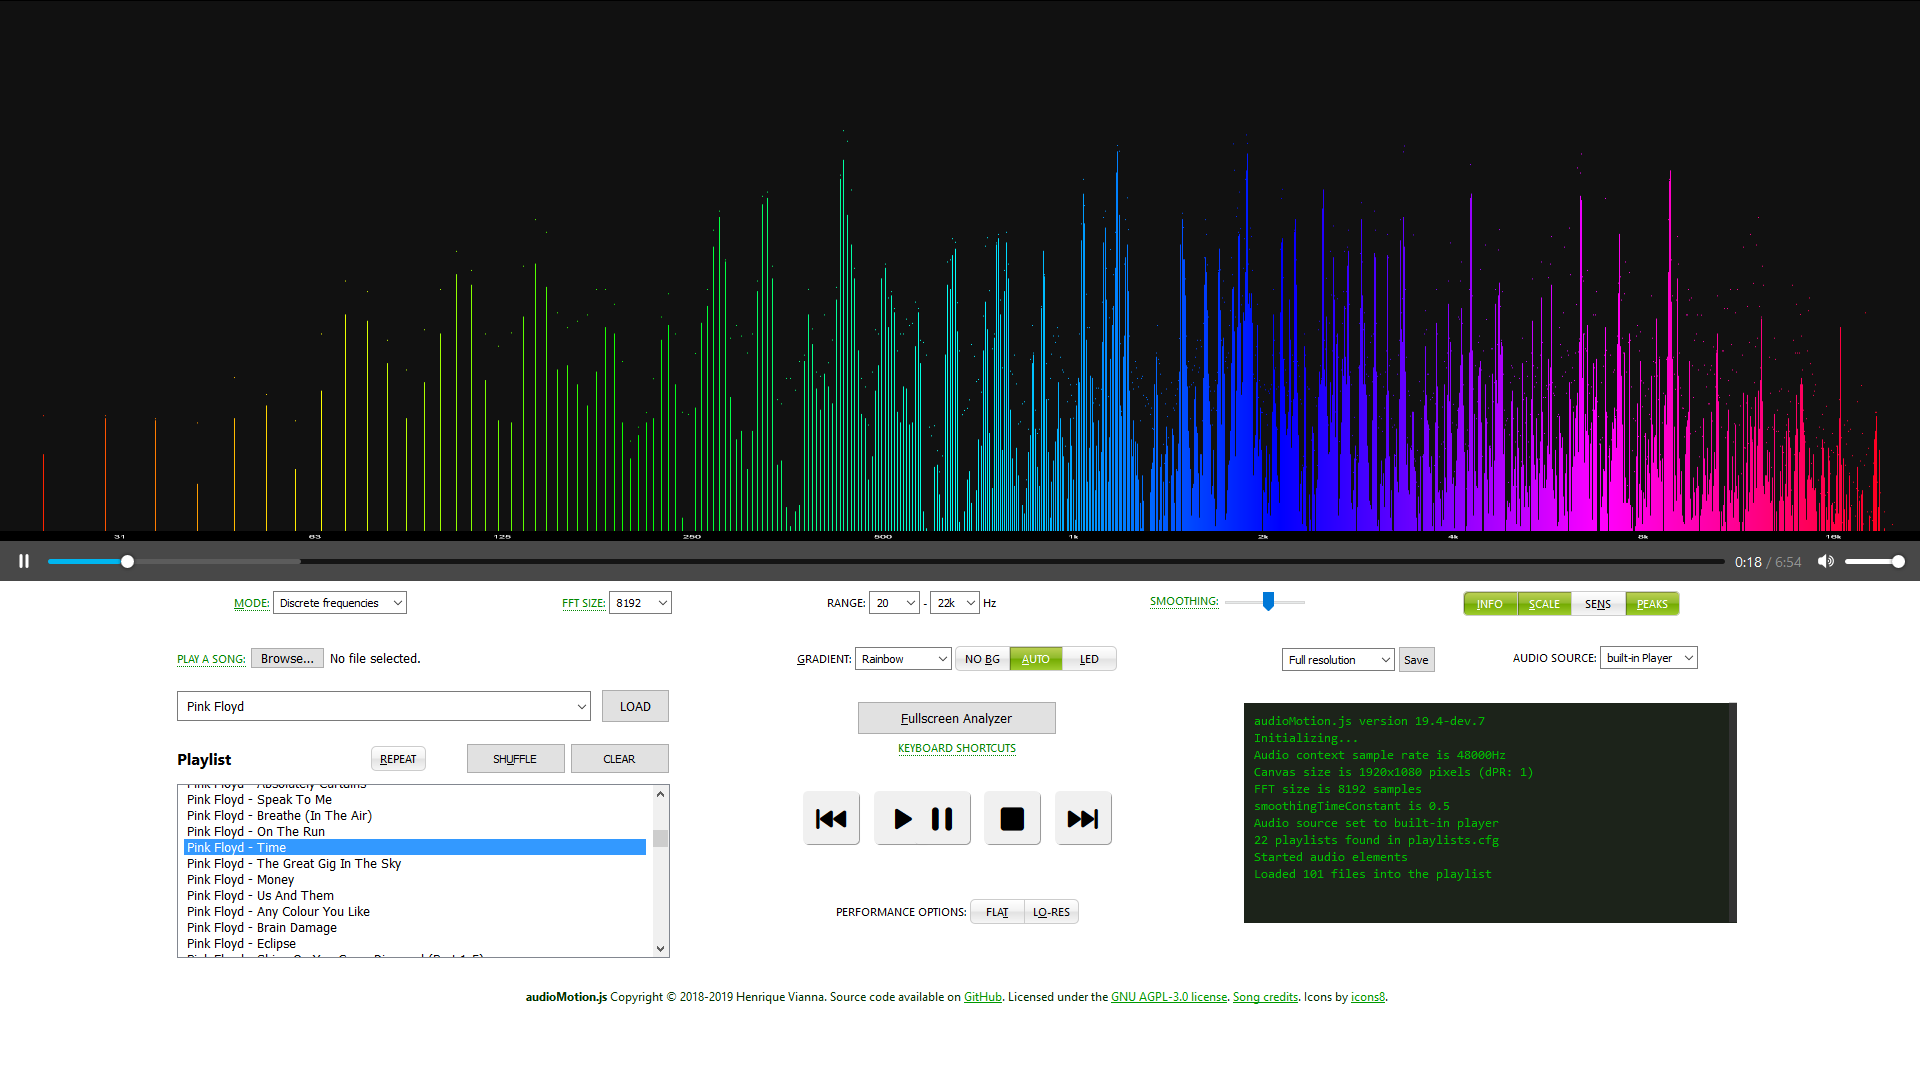 31 63 125 250 500 1k 2k 4k 8k 16k
0:18 / 6:54
MODE: Discrete frequencies
FFT SIZE: 8192
RANGE: 20 - 22k Hz
SMOOTHING:
INFO SCALE SENS PEAKS
PLAY A SONG: Browse... No file selected.
GRADIENT: Rainbow NO BG AUTO LED
Full resolution Save
AUDIO SOURCE: built-in Player
Pink Floyd LOAD
Fullscreen Analyzer
KEYBOARD SHORTCUTS
Playlist REPEAT SHUFFLE CLEAR
Pink Floyd - Absolutely Curtains
Pink Floyd - Speak To Me
Pink Floyd - Breathe (In The Air)
Pink Floyd - On The Run
Pink Floyd - Time
Pink Floyd - The Great Gig In The Sky
Pink Floyd - Money
Pink Floyd - Us And Them
Pink Floyd - Any Colour You Like
Pink Floyd - Brain Damage
Pink Floyd - Eclipse
PERFORMANCE OPTIONS: FLAT LO-RES
audioMotion.js version 19.4-dev.7
Initializing...
Audio context sample rate is 48000Hz
Canvas size is 1920x1080 pixels (dPR: 1)
FFT size is 8192 samples
smoothingTimeConstant is 0.5
Audio source set to built-in player
22 playlists found in playlists.cfg
Started audio elements
Loaded 101 files into the playlist
audioMotion.js Copyright © 2018-2019 Henrique Vianna. Source code available on GitHub. Licensed under the GNU AGPL-3.0 license. Song credits. Icons by icons8.